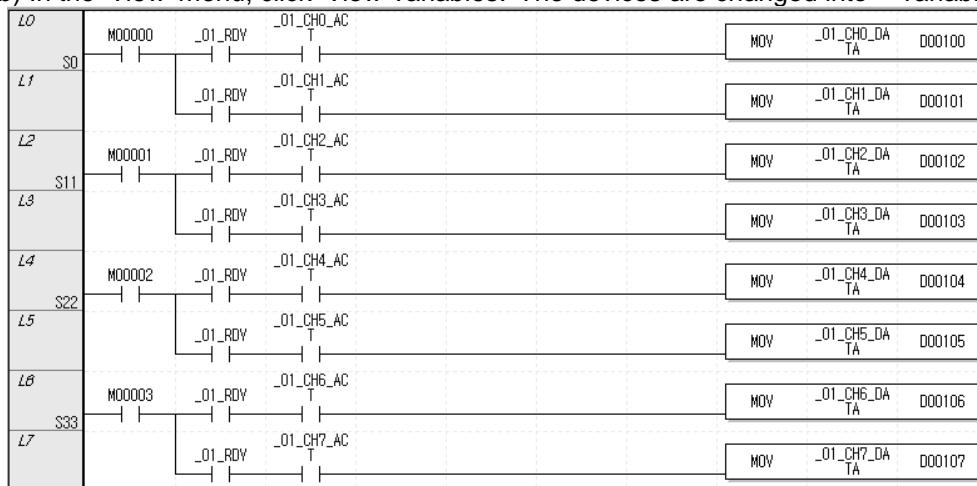 b) In the 'View' menu, click 'View Variables'. The devices are changed into
L0 M00000 _01_RDY _01_CH0_AC MOV _01_CH0_DA D00100
S0 T TA
L1 _01_RDY _01_CH1_AC MOV _01_CH1_DA D00101
T TA
L2 M00001 _01_RDY _01_CH2_AC MOV _01_CH2_DA D00102
S11 T TA
L3 _01_RDY _01_CH3_AC MOV _01_CH3_DA D00103
T TA
L4 M00002 _01_RDY _01_CH4_AC MOV _01_CH4_DA D00104
S22 T TA
L5 _01_RDY _01_CH5_AC MOV _01_CH5_DA D00105
T TA
L6 M00003 _01_RDY _01_CH6_AC MOV _01_CH6_DA D00106
S33 T TA
L7 _01_RDY _01_CH7_AC MOV _01_CH7_DA D00107
T TA